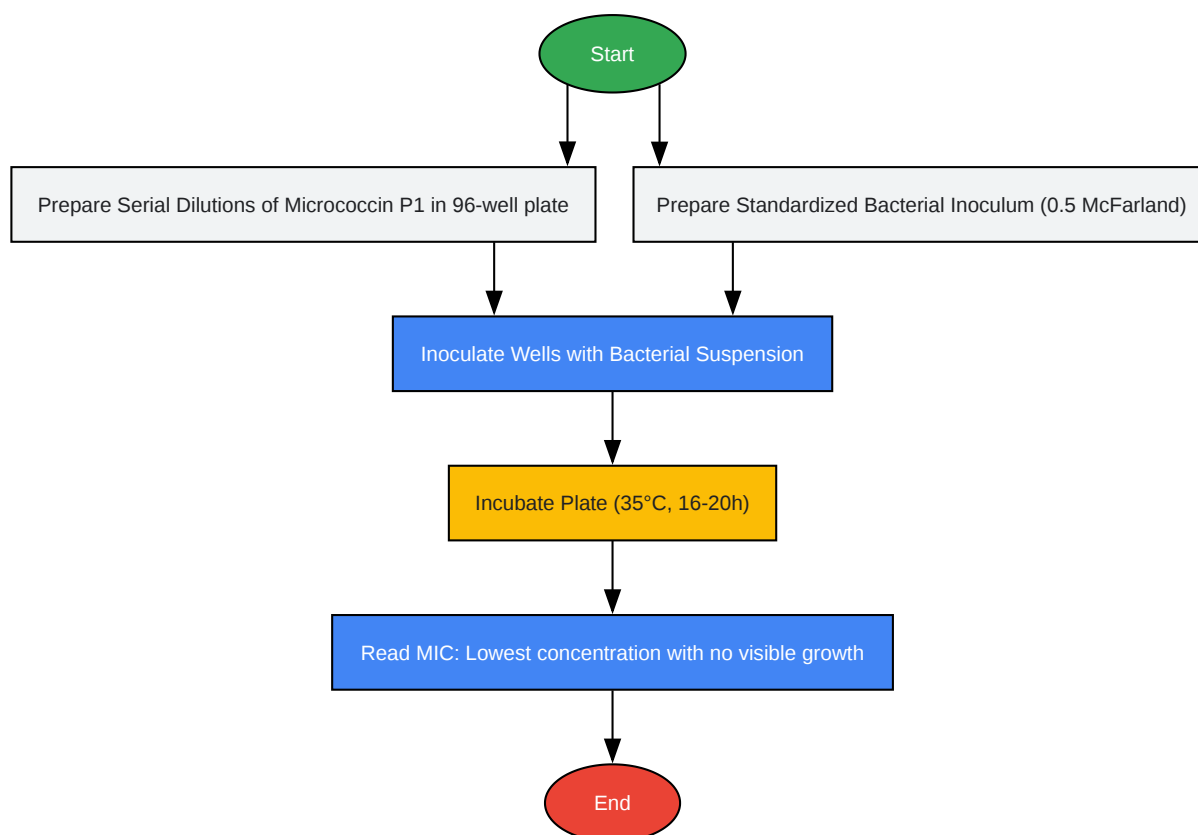 Start
Prepare Serial Dilutions of Micrococcin P1 in 96-well plate
Prepare Standardized Bacterial Inoculum (0.5 McFarland)
Inoculate Wells with Bacterial Suspension
Incubate Plate (35°C, 16-20h)
Read MIC: Lowest concentration with no visible growth
End